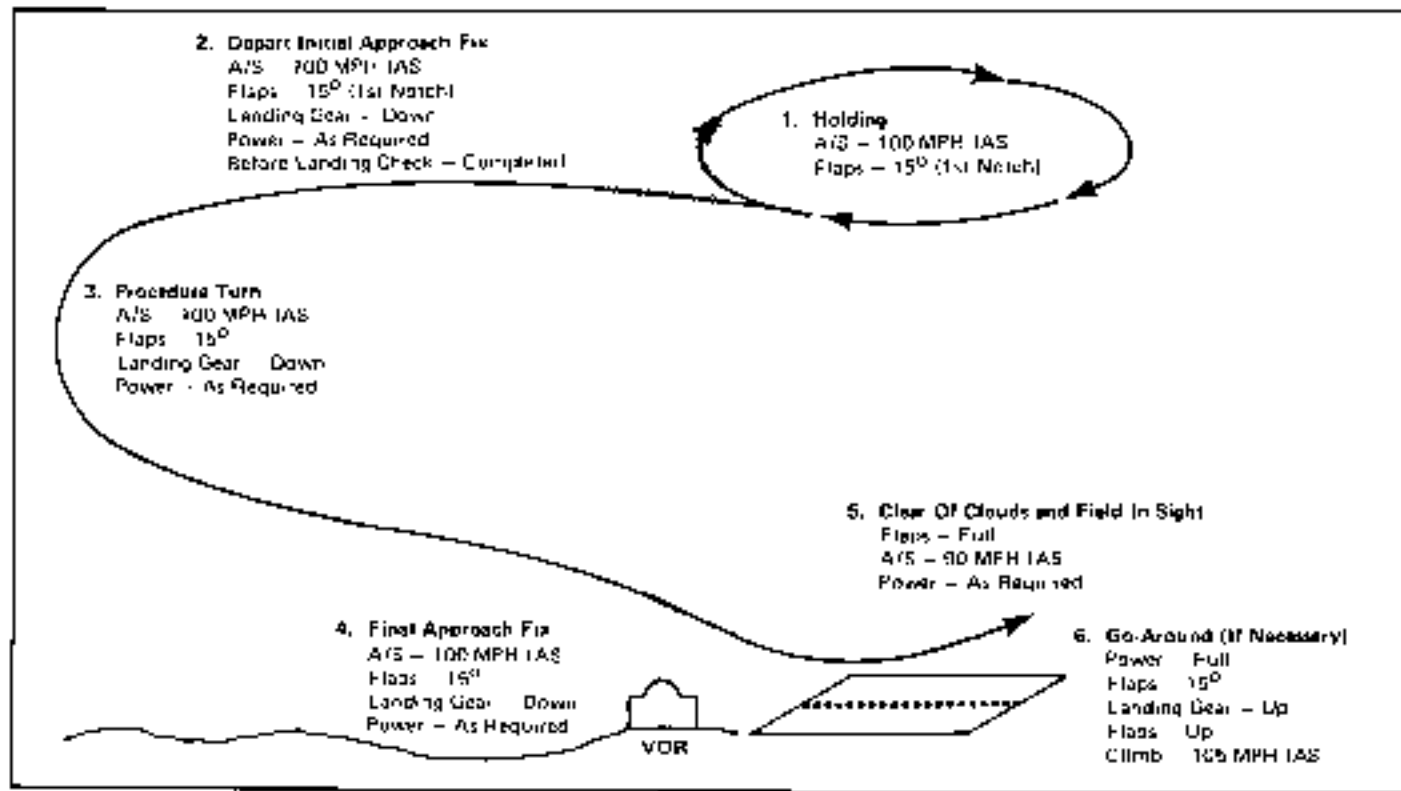 2. Depart Initial Approach Fix
A/S 100 MPH IAS
Flaps 15° (1st Notch)
Landing Gear - Down
Power - As Required
Before Landing Check - Completed
1. Holding
A/S - 100 MPH IAS
Flaps - 15° (1st Notch)
3. Procedure Turn
A/S 100 MPH IAS
Flaps 15°
Landing Gear Down
Power - As Required
5. Clear Of Clouds and Field In Sight
Flaps - Full
A/S - 90 MPH IAS
Power - As Required
4. Final Approach Fix
A/S - 100 MPH IAS
Flaps 15°
Landing Gear Down
Power - As Required
VOR
6. Go-Around (If Necessary)
Power Full
Flaps 15°
Landing Gear - Up
Flaps Up
Climb 105 MPH IAS